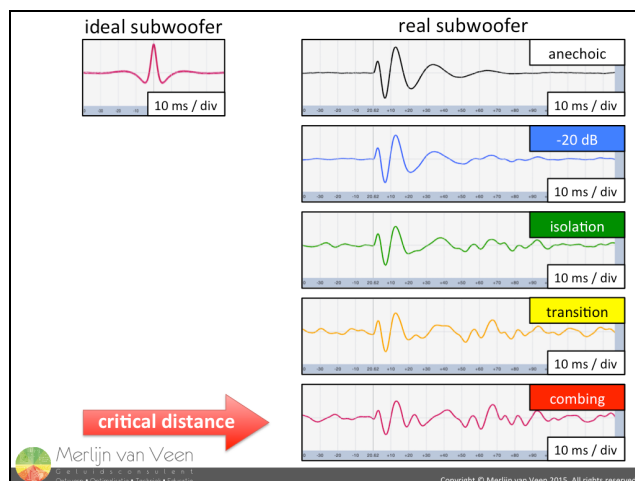 ideal subwoofer
10 ms / div
real subwoofer
anechoic
10 ms / div
-20 dB
10 ms / div
isolation
10 ms / div
transition
10 ms / div
critical distance
combing
10 ms / div
Merlijn van Veen
Geluidsconsulent
Copyright © Merlijn van Veen 2015. All rights reserved